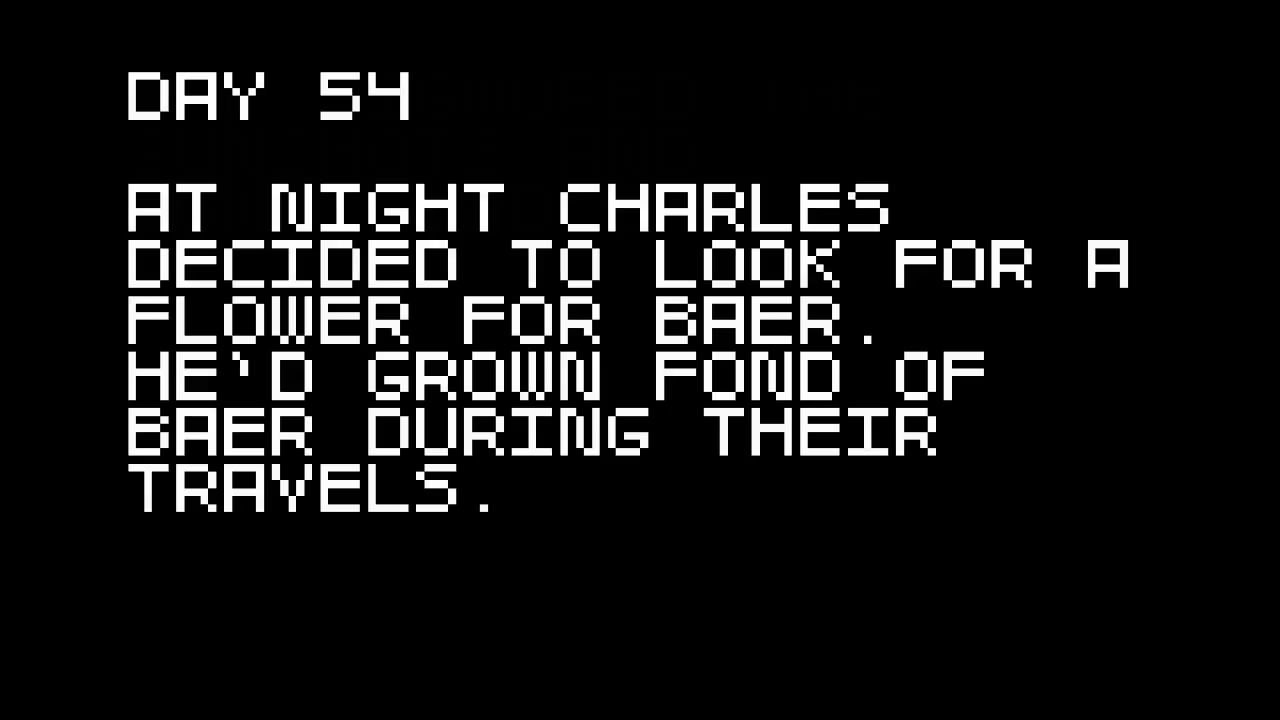 DAY 54
AT NIGHT CHARLES
DECIDED TO LOOK FOR A
FLOWER FOR BAER.
HE'D GROWN FOND OF
BAER DURING THEIR
TRAVELS.